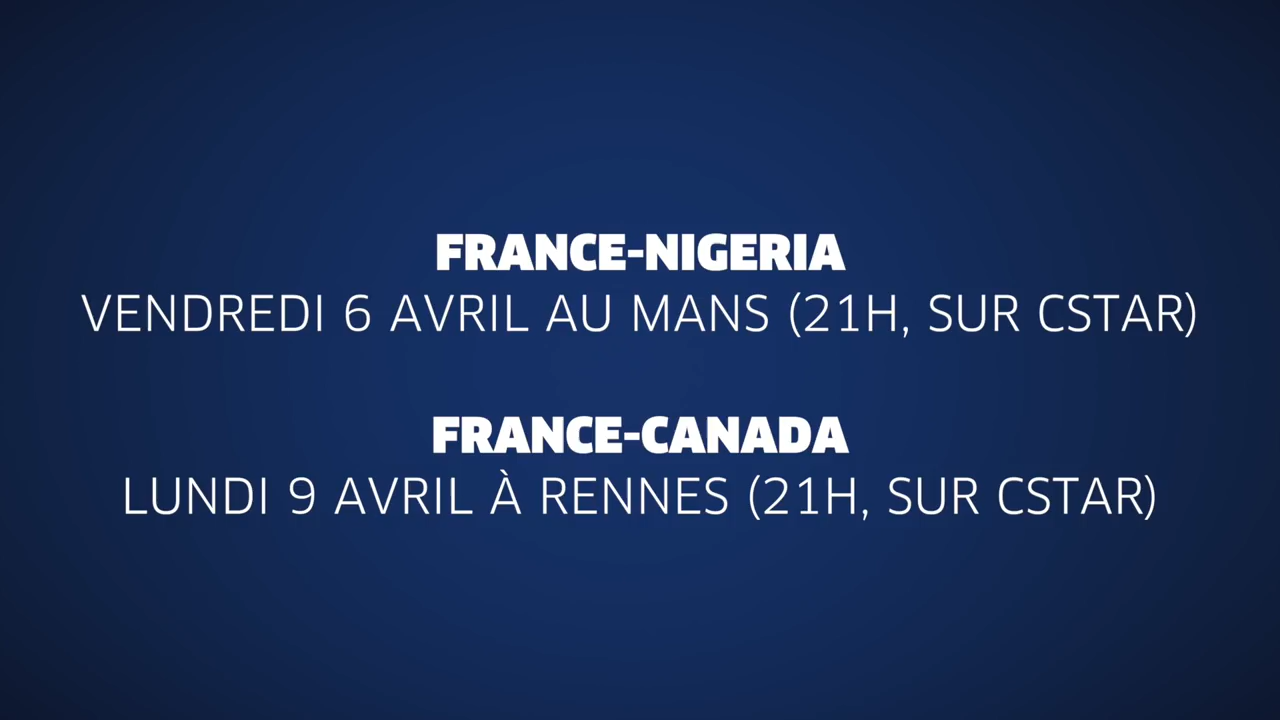 FRANCE-NIGERIA
VENDREDI 6 AVRIL AU MANS (21H, SUR CSTAR)
FRANCE-CANADA
LUNDI 9 AVRIL À RENNES (21H, SUR CSTAR)